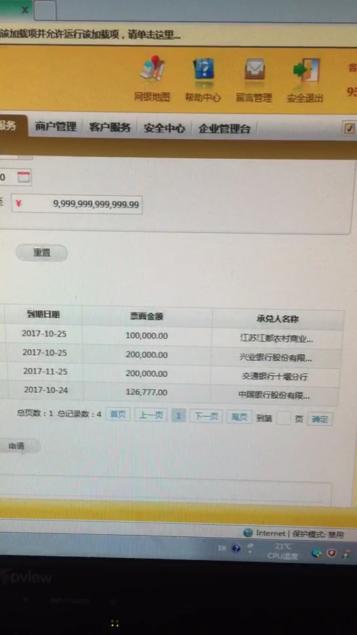 该加载项并允许运行该加载项，请单击这里...
网银地图 帮助中心 留言管理 安全退出
服务 商户管理 客户服务 安全中心 企业管理台
0
¥ 9,999,999,999,999.99
重置
到期日期 票面金额 承兑人名称
2017-10-25 100,000.00 江苏江都农村商业...
2017-10-25 200,000.00 兴业银行股份有限...
2017-11-25 200,000.00 交通银行十堰分行
2017-10-24 126,777.00 中国银行股份有限...
总页数：1 总记录数：4 首页 上一页 1 下一页 尾页 到第 页 确定
申请
Internet | 保护模式: 禁用
21℃
CPU温度